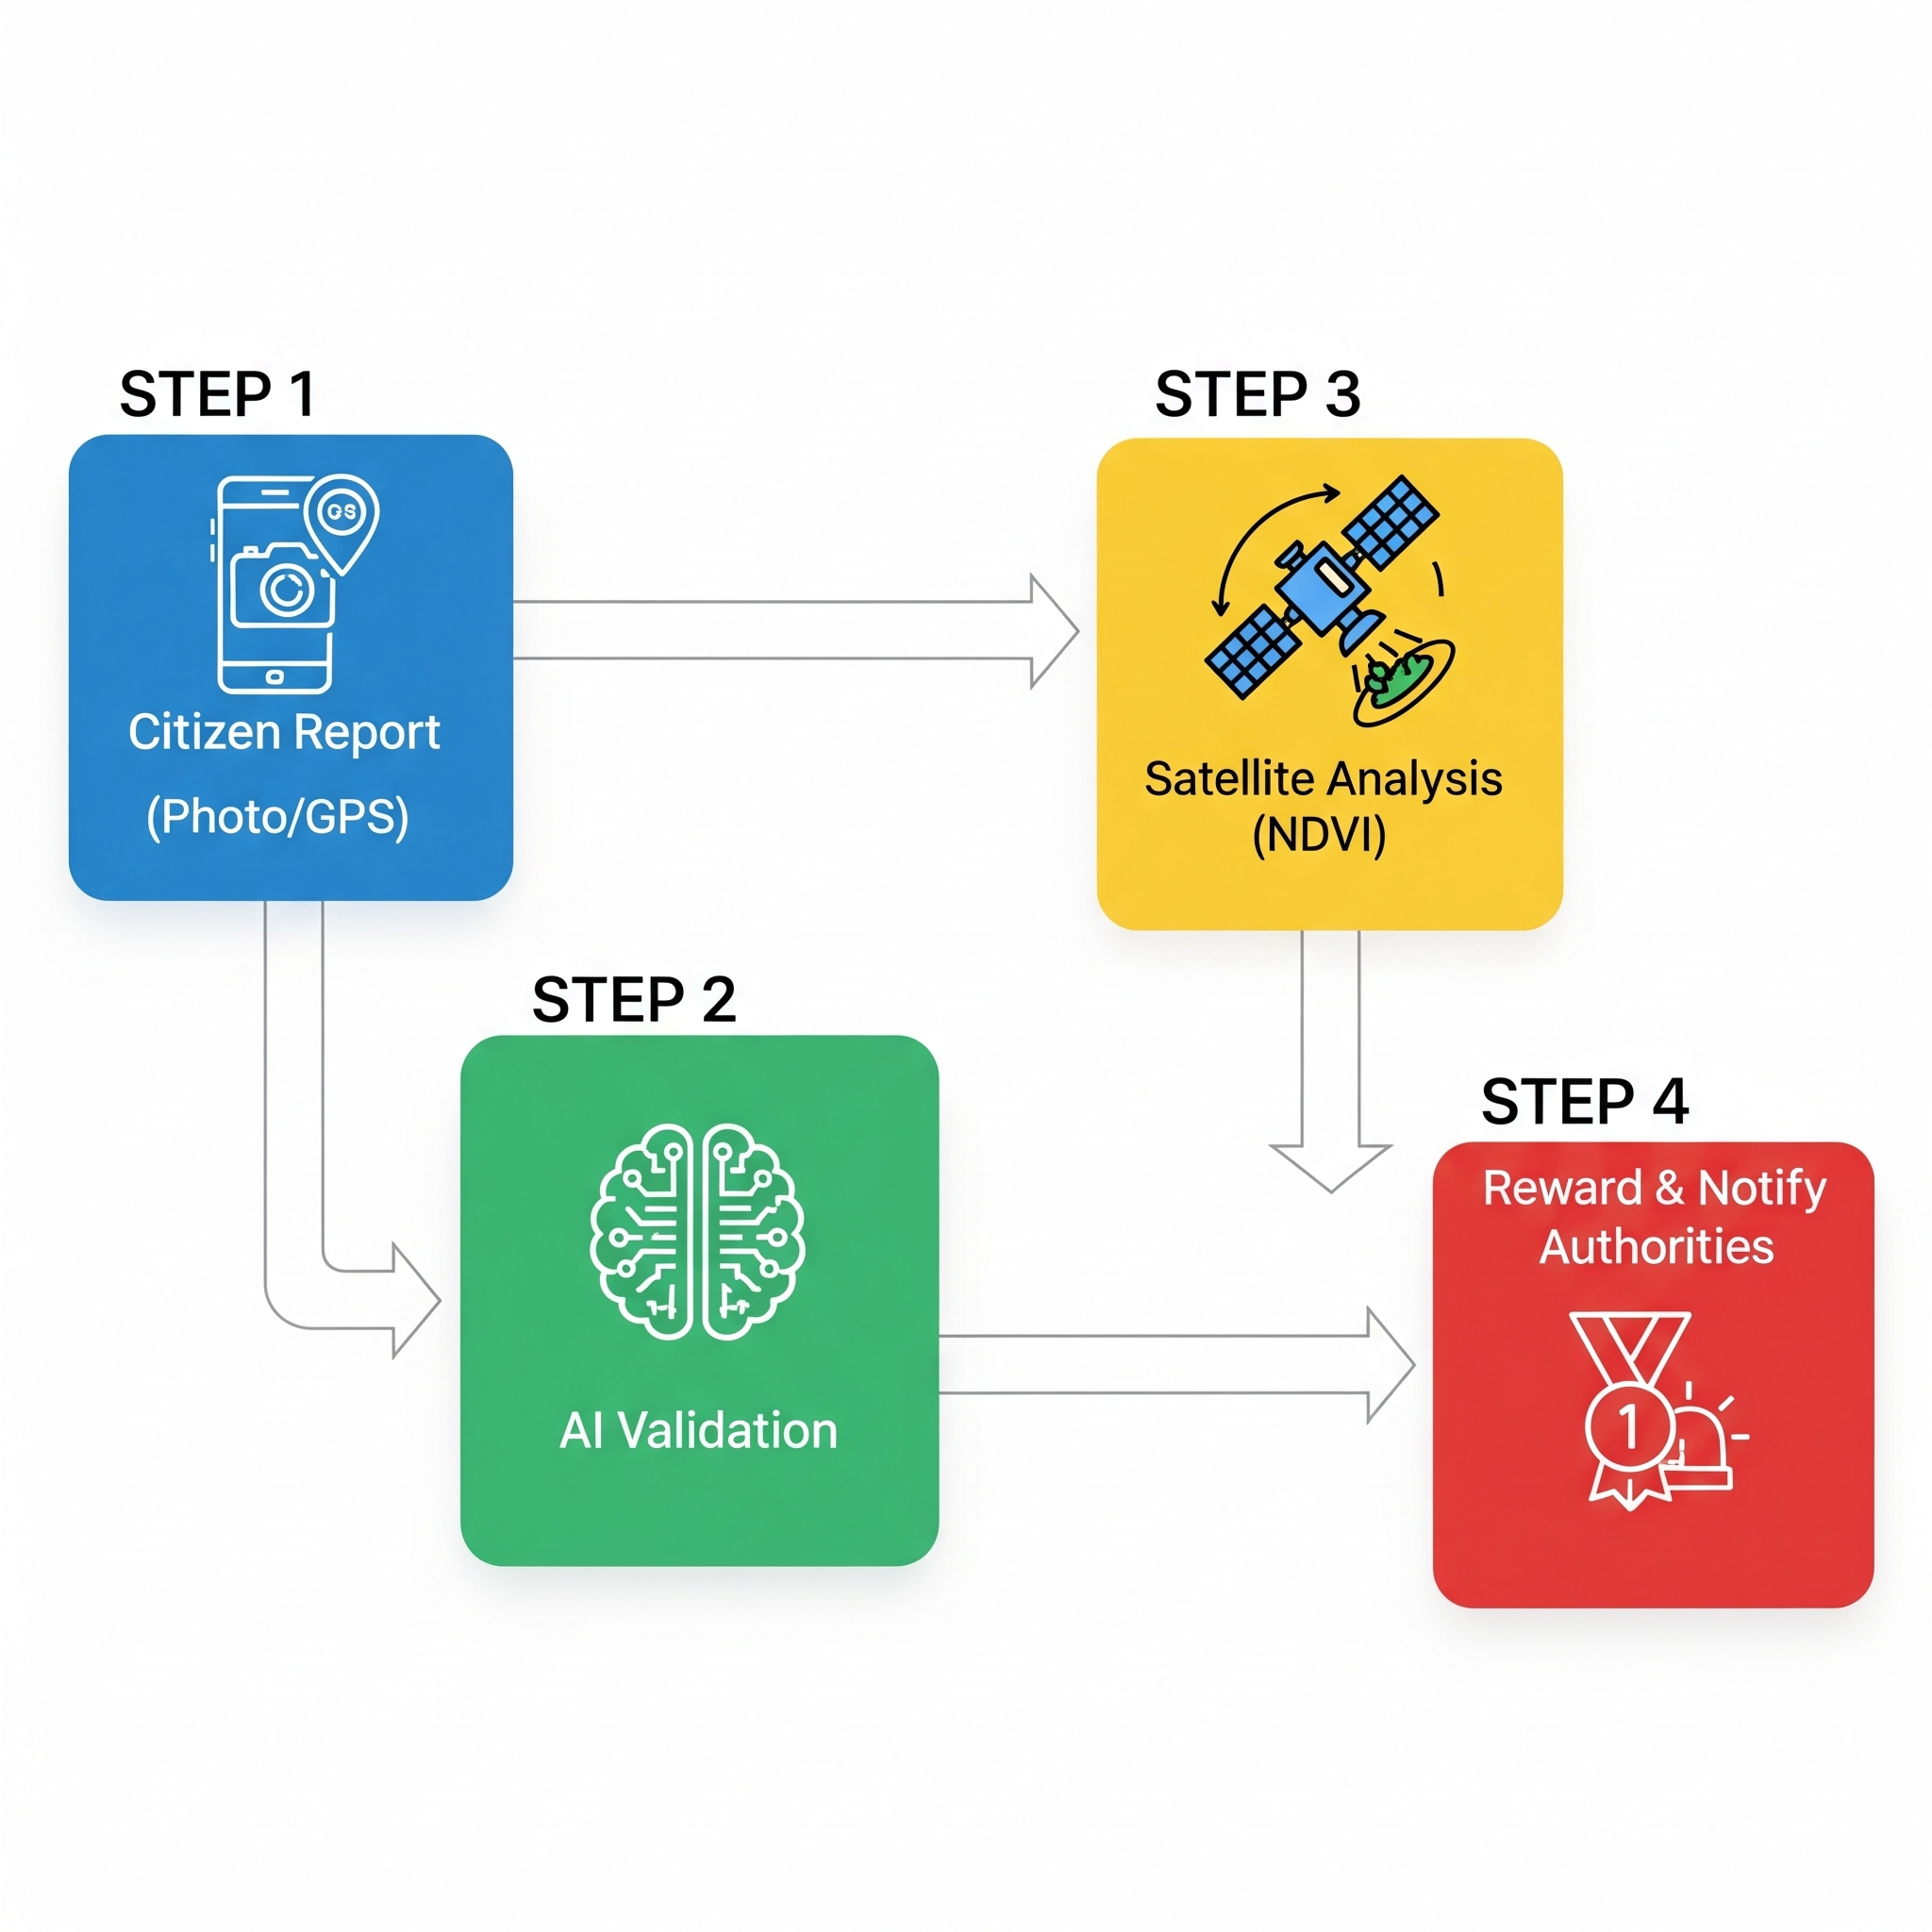 STEP 1
GS
Citizen Report
(Photo/GPS)
STEP 2
AI Validation
STEP 3
Satellite Analysis
(NDVI)
STEP 4
Reward & Notify
Authorities
1